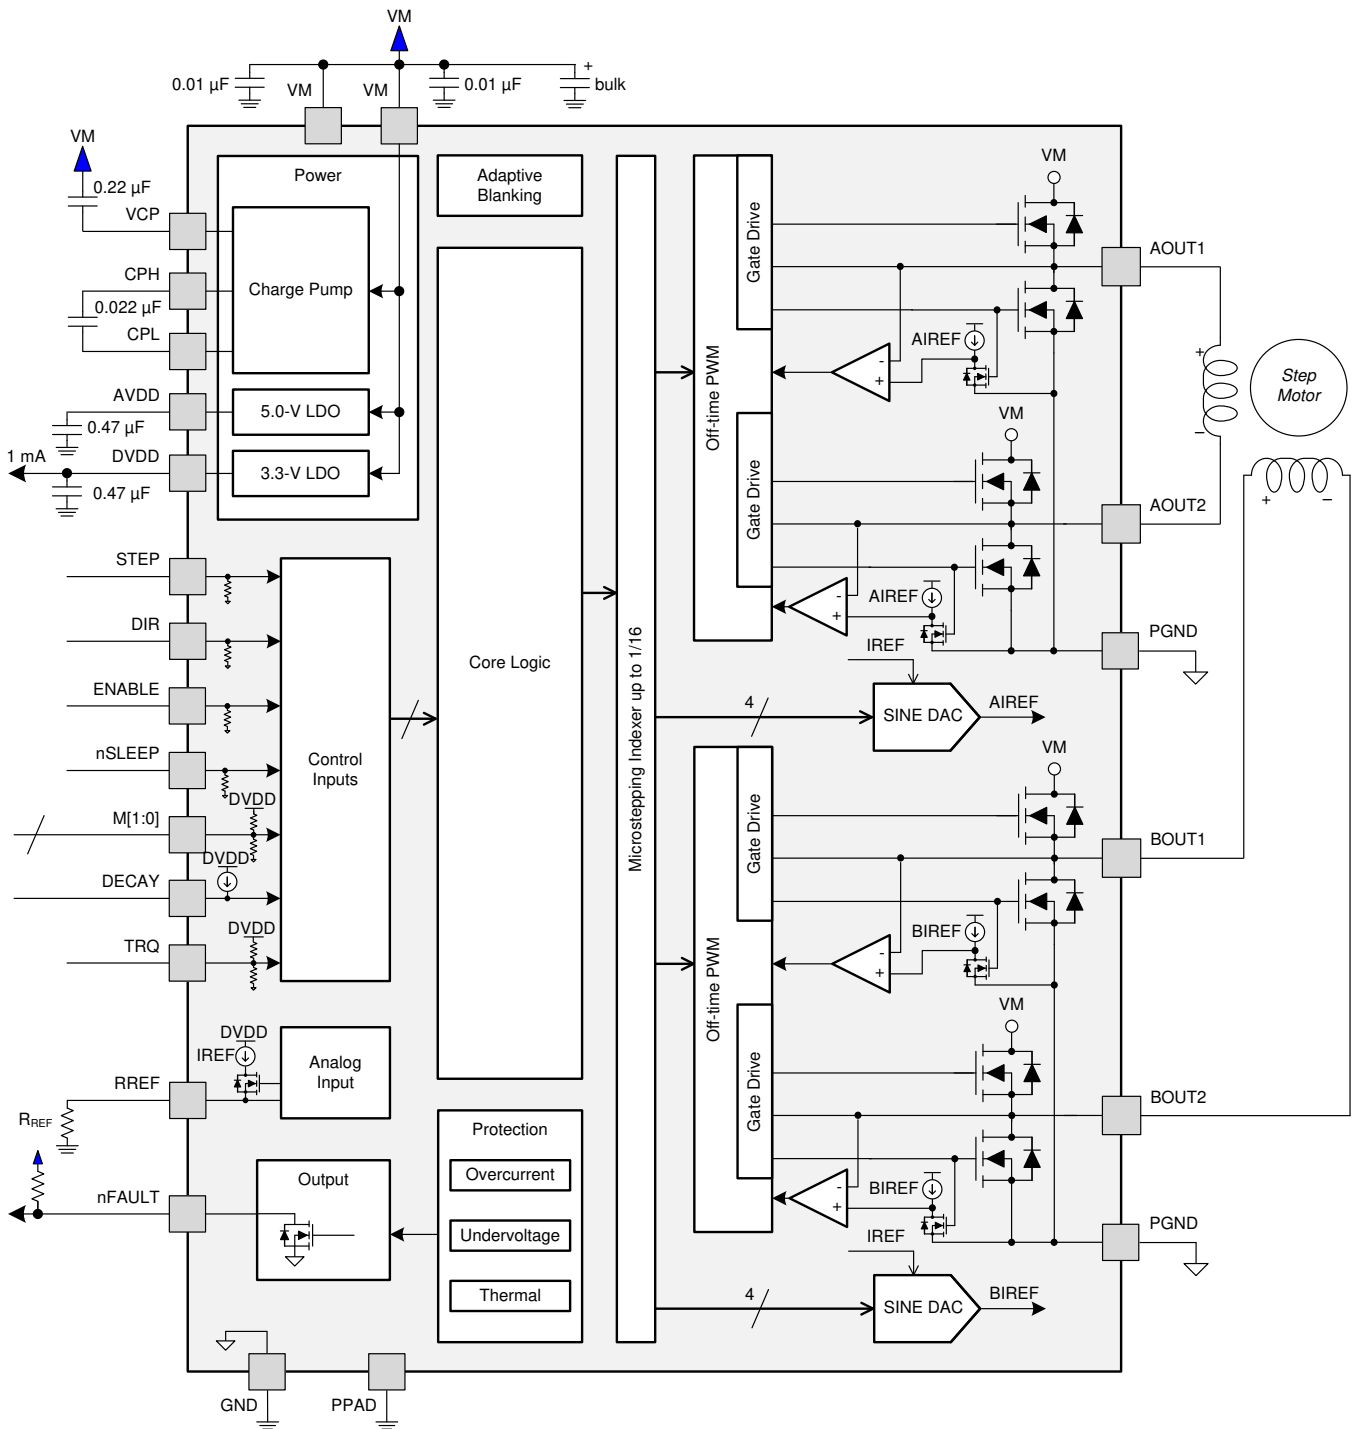 VM
0.01 µF
VM
VM
0.01 µF
+
bulk
VM
0.22 µF
VCP
CPH
0.022 µF
CPL
AVDD
0.47 µF
1 mA
DVDD
0.47 µF
Power
Charge Pump
5.0-V LDO
3.3-V LDO
Adaptive
Blanking
Core Logic
STEP
DIR
ENABLE
nSLEEP
DVDD
M[1:0]
DVDD
DECAY
DVDD
TRQ
Control
Inputs
DVDD
IREF
RREF
RREF
Analog
Input
nFAULT
Output
Protection
Overcurrent
Undervoltage
Thermal
GND
PPAD
Microstepping Indexer up to 1/16
Off-time PWM
Gate Drive
VM
AOUT1
AIREF
-
+
Gate Drive
VM
AOUT2
AIREF
-
+
PGND
IREF
4
SINE DAC
AIREF
Off-time PWM
Gate Drive
VM
BOUT1
BIREF
-
+
Gate Drive
VM
BOUT2
BIREF
-
+
PGND
IREF
4
SINE DAC
BIREF
+
−
Step
Motor
+
−